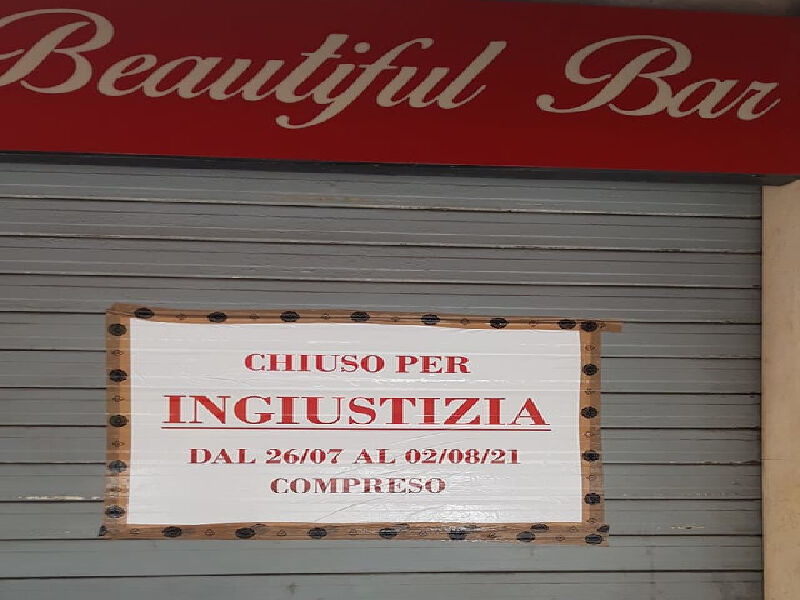 Beautiful Bar
CHIUSO PER
INGIUSTIZIA
DAL 26/07 AL 02/08/21
COMPRESO